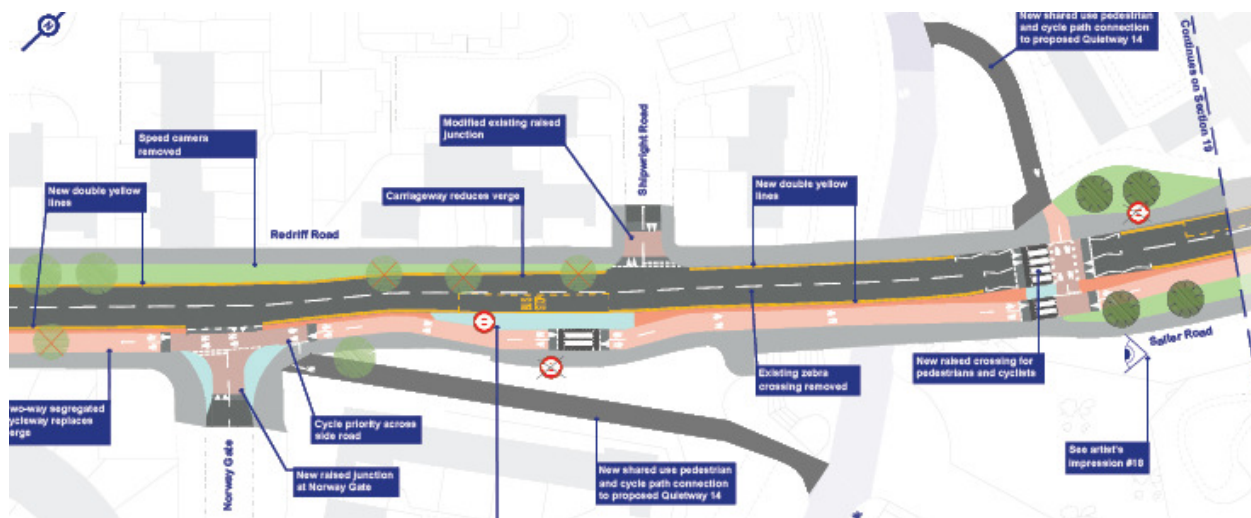 New shared use pedestrian
and cycle path connection
to proposed Quietway 14
Continues on Section 19
Modified existing raised
junction
Shipwright Road
Speed camera
removed
New double yellow
lines
Carriageway reduces verge
New double yellow
lines
Redriff Road
Salter Road
New raised crossing for
pedestrians and cyclists
Existing zebra
crossing removed
two-way segregated
cycleway replaces
verge
Cycle priority across
side road
See artist's
impression #18
New raised junction
at Norway Gate
New shared use pedestrian
and cycle path connection
to proposed Quietway 14
Norway Gate